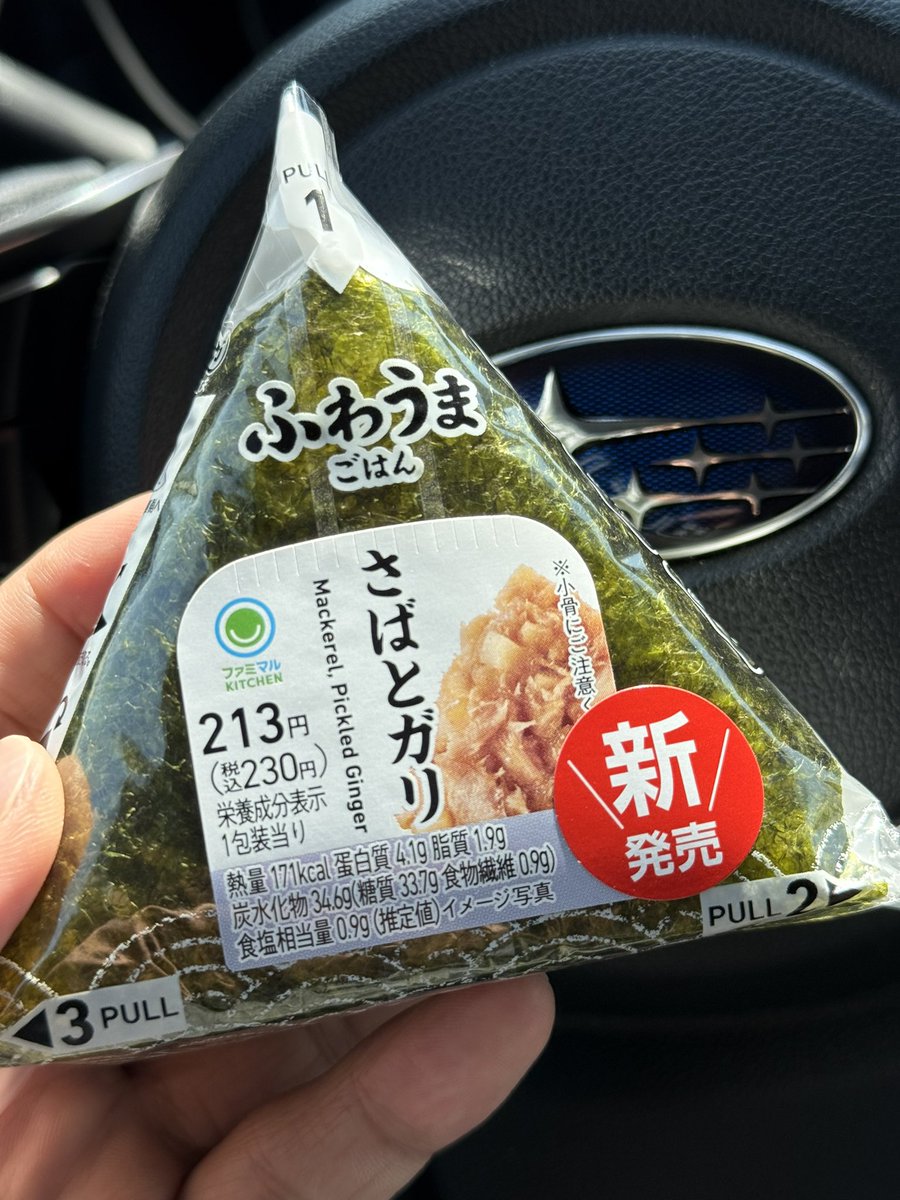 PULL
1
ふわうま
ごはん
※小骨にご注意く
さばとガリ
Mackerel, Pickled Ginger
ファミマル
KITCHEN
213円
(税込230円)
栄養成分表示
1包装当り
熱量 171kcal 蛋白質 4.1g 脂質 1.9g
炭水化物 34.6g(糖質 33.7g 食物繊維 0.9g)
食塩相当量 0.9g(推定値)イメージ写真
新
発売
PULL 2
3 PULL